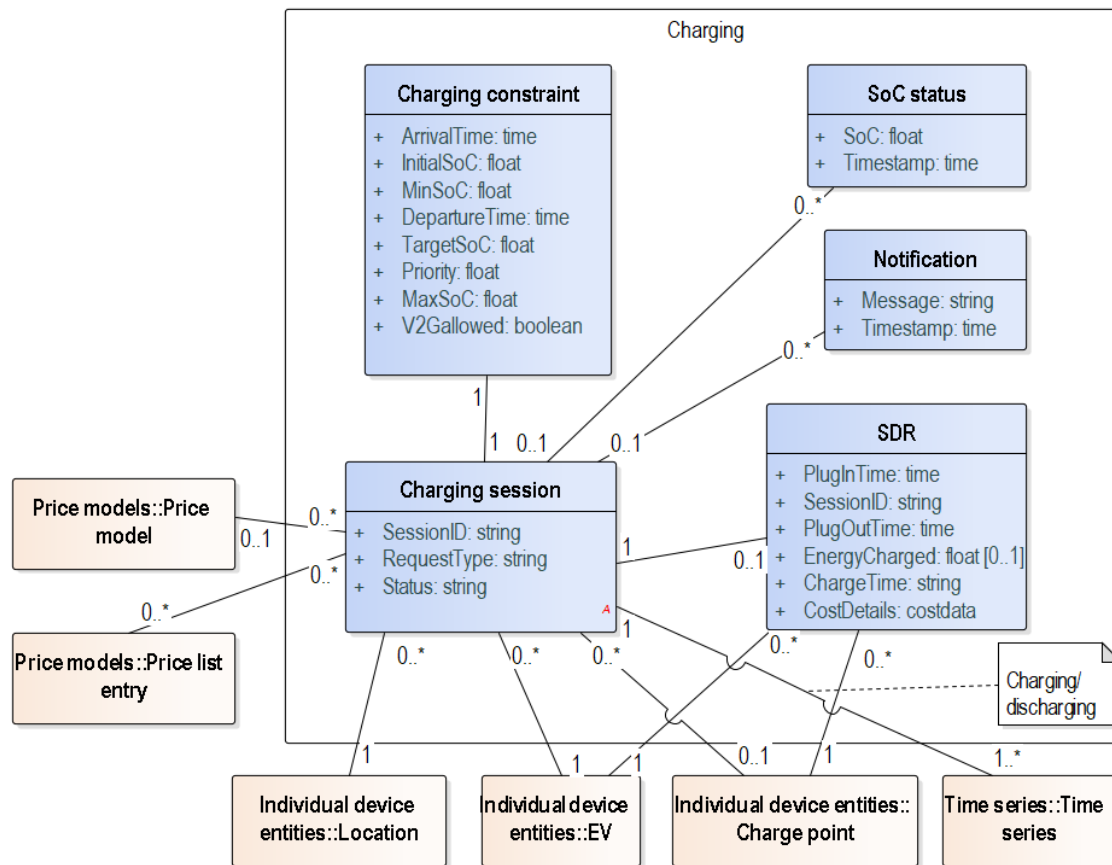 Charging
Charging constraint
+ ArrivalTime: time
+ InitialSoC: float
+ MinSoC: float
+ DepartureTime: time
+ TargetSoC: float
+ Priority: float
+ MaxSoC: float
+ V2Gallowed: boolean
SoC status
+ SoC: float
+ Timestamp: time
0..*
Notification
+ Message: string
+ Timestamp: time
0..*
1
1
0..1
0..1
SDR
+ PlugInTime: time
+ SessionID: string
+ PlugOutTime: time
+ EnergyCharged: float [0..1]
+ ChargeTime: string
+ CostDetails: costdata
Charging session
+ SessionID: string
+ RequestType: string
+ Status: string
A
Price models::Price
model
0..1
0..*
0..*
0..*
Price models::Price list
entry
1
0..1
1
0..*
0..*
0..*
0..*
0..*
Charging/
discharging
1
1
1
0..1
1
1..*
Individual device
entities::Location
Individual device
entities::EV
Individual device entities::
Charge point
Time series::Time
series